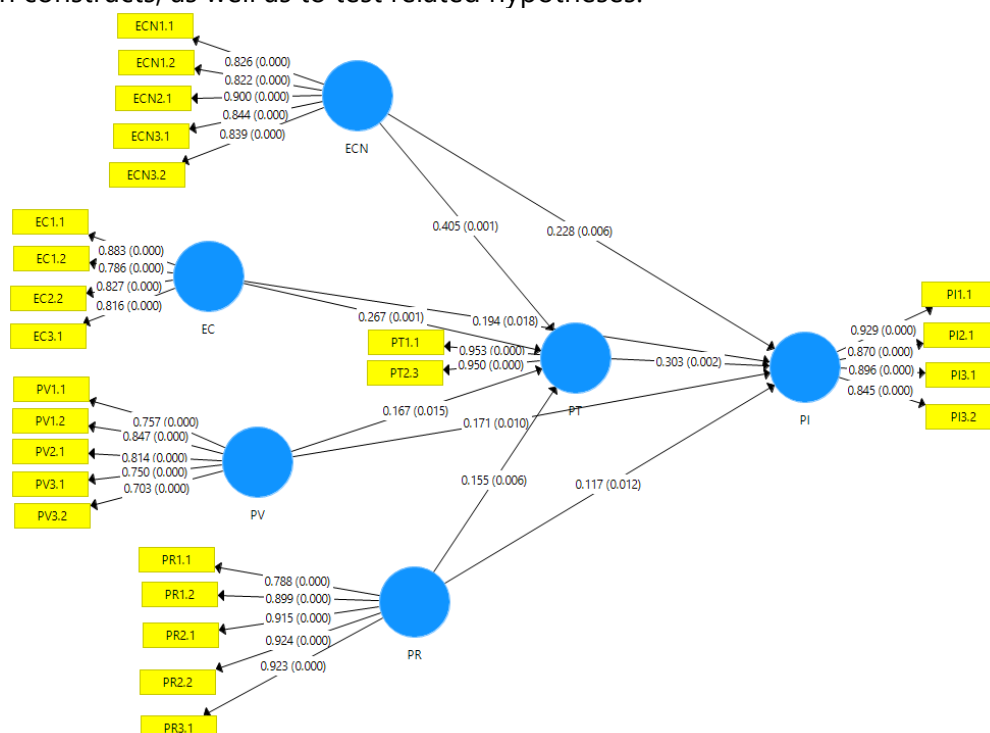 n constructs, as well as to test related hypotheses.
ECN1.1
ECN1.2
ECN2.1
ECN3.1
ECN3.2
0.826 (0.000)
0.822 (0.000)
0.900 (0.000)
0.844 (0.000)
0.839 (0.000)
ECN
0.405 (0.001)
0.228 (0.006)
EC1.1
EC1.2
EC2.2
EC3.1
0.883 (0.000)
0.786 (0.000)
0.827 (0.000)
0.816 (0.000)
EC
0.267 (0.001)
0.194 (0.018)
PT1.1
PT2.3
0.953 (0.000)
0.950 (0.000)
PT
0.303 (0.002)
PI
PI1.1
PI2.1
PI3.1
PI3.2
0.929 (0.000)
0.870 (0.000)
0.896 (0.000)
0.845 (0.000)
PV1.1
PV1.2
PV2.1
PV3.1
PV3.2
0.757 (0.000)
0.847 (0.000)
0.814 (0.000)
0.750 (0.000)
0.703 (0.000)
PV
0.167 (0.015)
0.171 (0.010)
0.155 (0.006)
0.117 (0.012)
PR1.1
PR1.2
PR2.1
PR2.2
PR3.1
0.788 (0.000)
0.899 (0.000)
0.915 (0.000)
0.924 (0.000)
0.923 (0.000)
PR